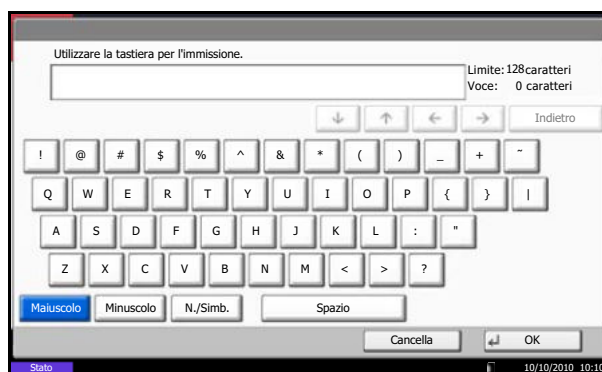 Utilizzare la tastiera per l'immissione.
Limite: 128 caratteri
Voce: 0 caratteri
Indietro
! @ # $ % ^ & * ( ) _ + ~
Q W E R T Y U I O P { } |
A S D F G H J K L : "
Z X C V B N M < > ?
Maiuscolo Minuscolo N./Simb. Spazio
Cancella OK
Stato 10/10/2010 10:10